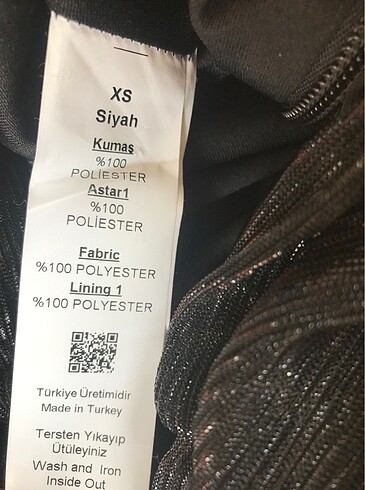 XS
Siyah
Kumaş
%100
POLİESTER
Astar1
%100
POLİESTER
Fabric
%100 POLYESTER
Lining 1
%100 POLYESTER
Türkiye Üretimidir
Made in Turkey
Tersten Yıkayıp
Ütüleyiniz
Wash and Iron
Inside Out